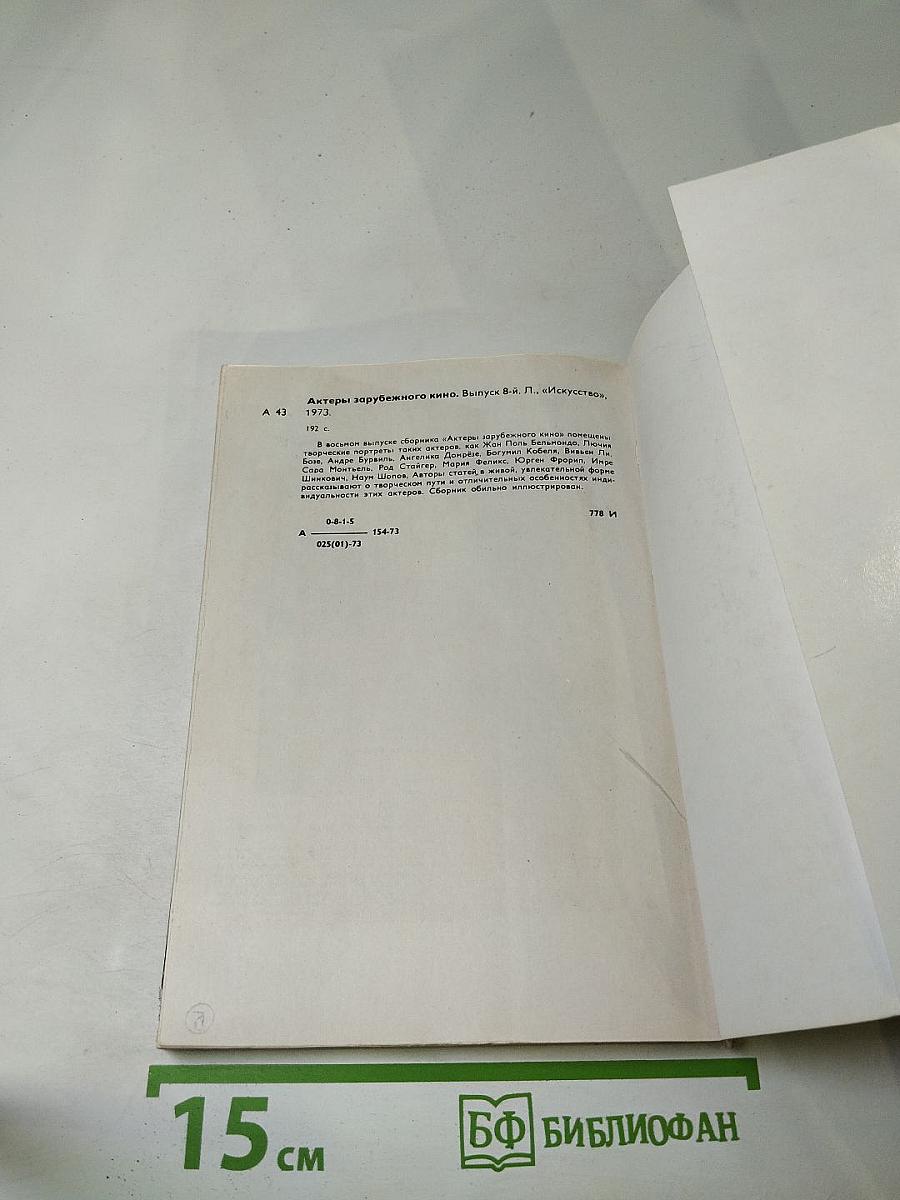 Актеры зарубежного кино. Выпуск 8-й. Л., «Искусство»,
А 43 1973.
192 с.
В восьмом выпуске сборника «Актеры зарубежного кино» помещены
творческие портреты таких актеров, как Жан Поль Бельмондо, Лючия
Бозе, Андре Бурвиль, Ангелика Домрёзе, Богумил Кобеля, Вивьен Ли,
Сара Монтьель, Род Стайгер, Мария Феликс, Юрген Фрорип, Имре
Шинкович, Наум Шопов. Авторы статей в живой, увлекательной форме
рассказывают о творческом пути и отличительных особенностях инди-
видуальности этих актеров. Сборник обильно иллюстрирован.
778 И
0-8-1-5
А 154-73
025(01)-73
15 см
БФ БИБЛИОФАН